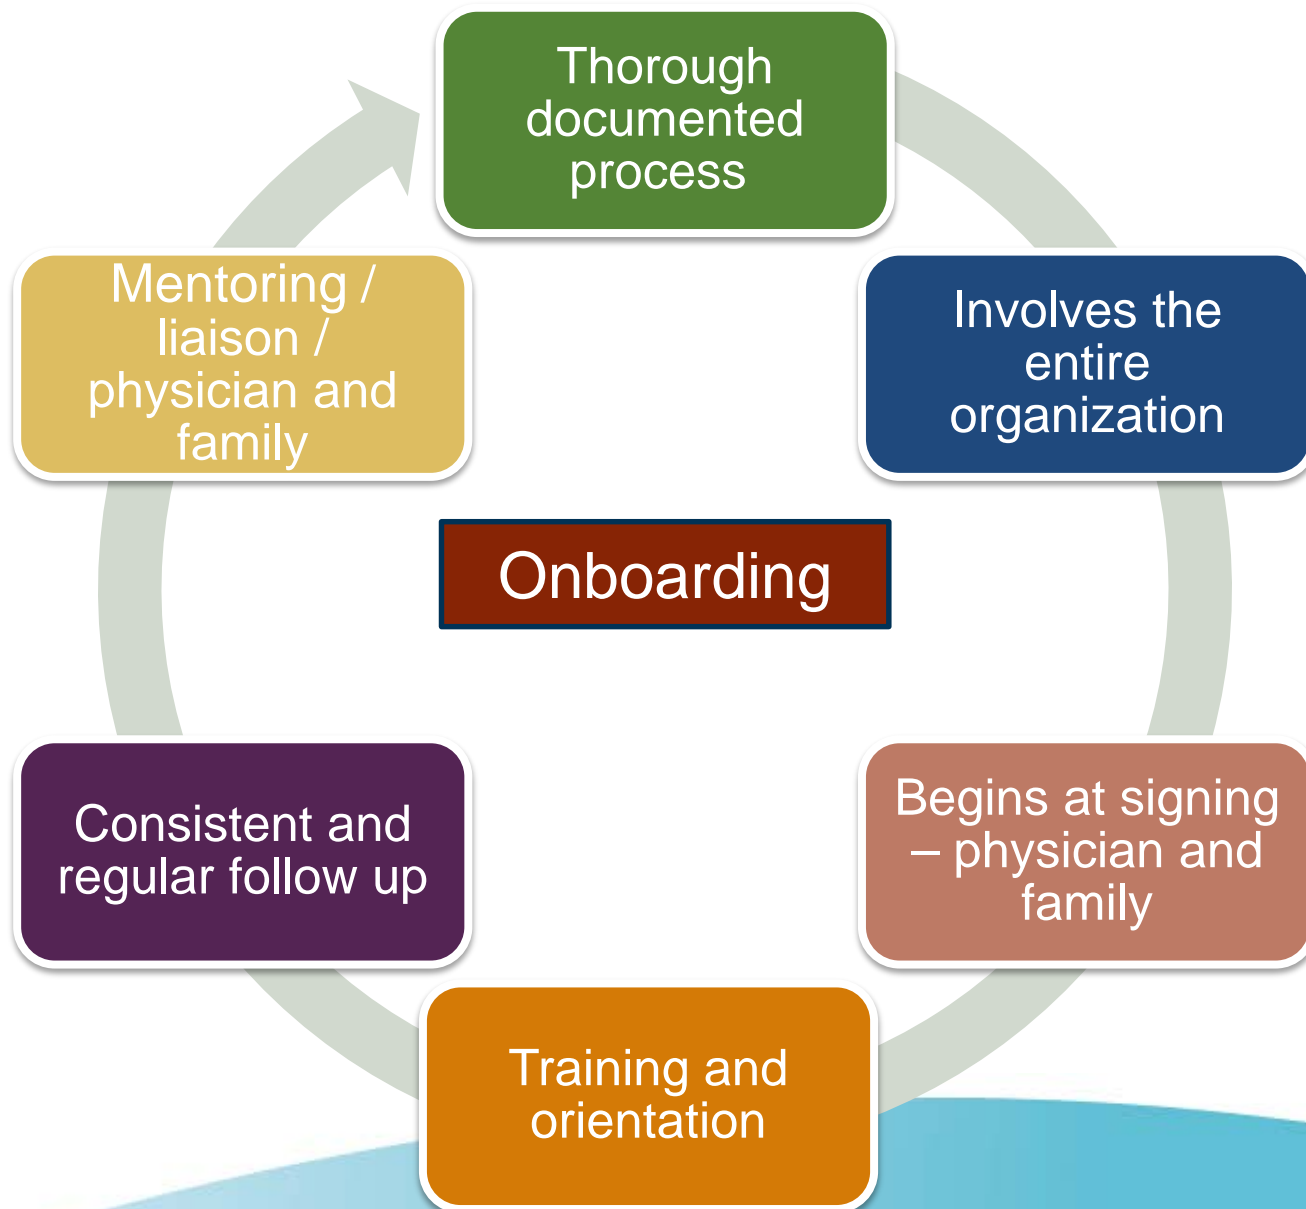 Thorough
documented
process
Involves the
entire
organization
Begins at signing
– physician and
family
Training and
orientation
Consistent and
regular follow up
Mentoring /
liaison /
physician and
family
Onboarding